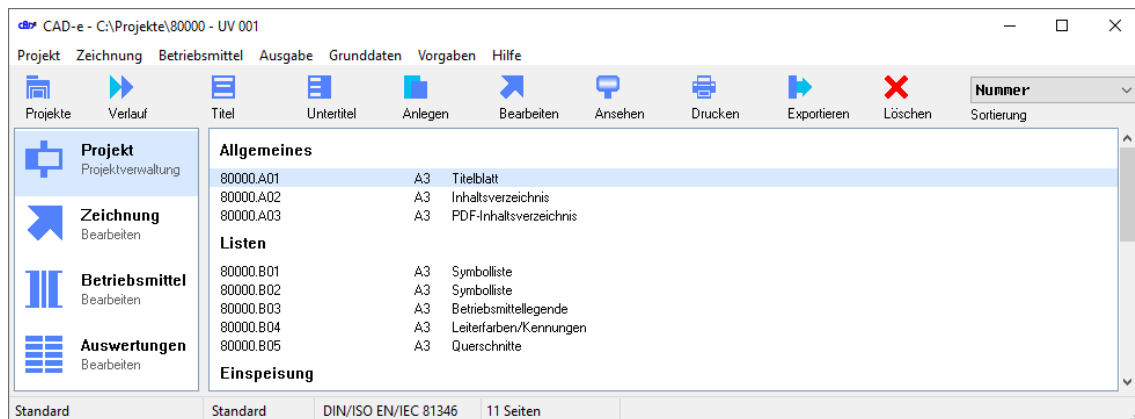 CAD-e - C:\Projekte\80000 - UV 001
Projekt Zeichnung Betriebsmittel Ausgabe Grunddaten Vorgaben Hilfe
Projekte Verlauf Titel Untertitel Anlegen Bearbeiten Ansehen Drucken Exportieren Löschen
Nummer
Sortierung
Projekt
Projektverwaltung
Zeichnung
Bearbeiten
Betriebsmittel
Bearbeiten
Auswertungen
Bearbeiten
Allgemeines
80000.A01 A3 Titelblatt
80000.A02 A3 Inhaltsverzeichnis
80000.A03 A3 PDF-Inhaltsverzeichnis
Listen
80000.B01 A3 Symbolliste
80000.B02 A3 Symbolliste
80000.B03 A3 Betriebsmittellegende
80000.B04 A3 Leiterfarben/Kennungen
80000.B05 A3 Querschnitte
Einspeisung
Standard Standard DIN/ISO EN/IEC 81346 11 Seiten